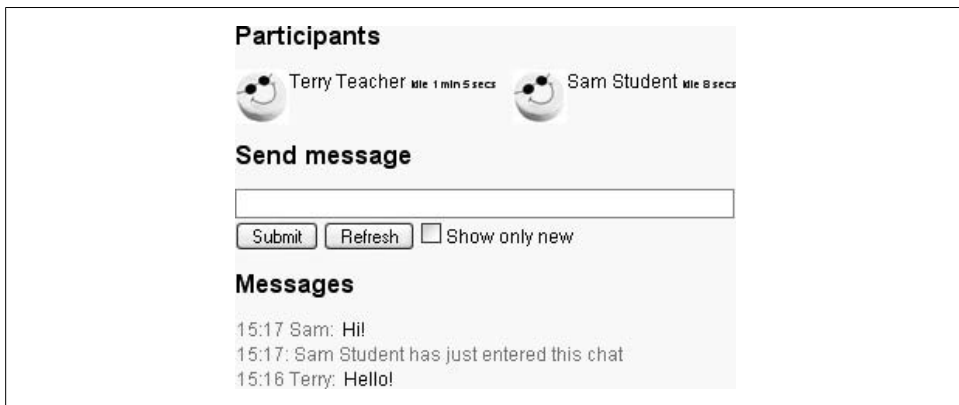 Participants
Terry Teacher Idle 1 min 5 secs Sam Student Idle 8 secs
Send message
Submit Refresh Show only new
Messages
15:17 Sam: Hi!
15:17: Sam Student has just entered this chat
15:16 Terry: Hello!